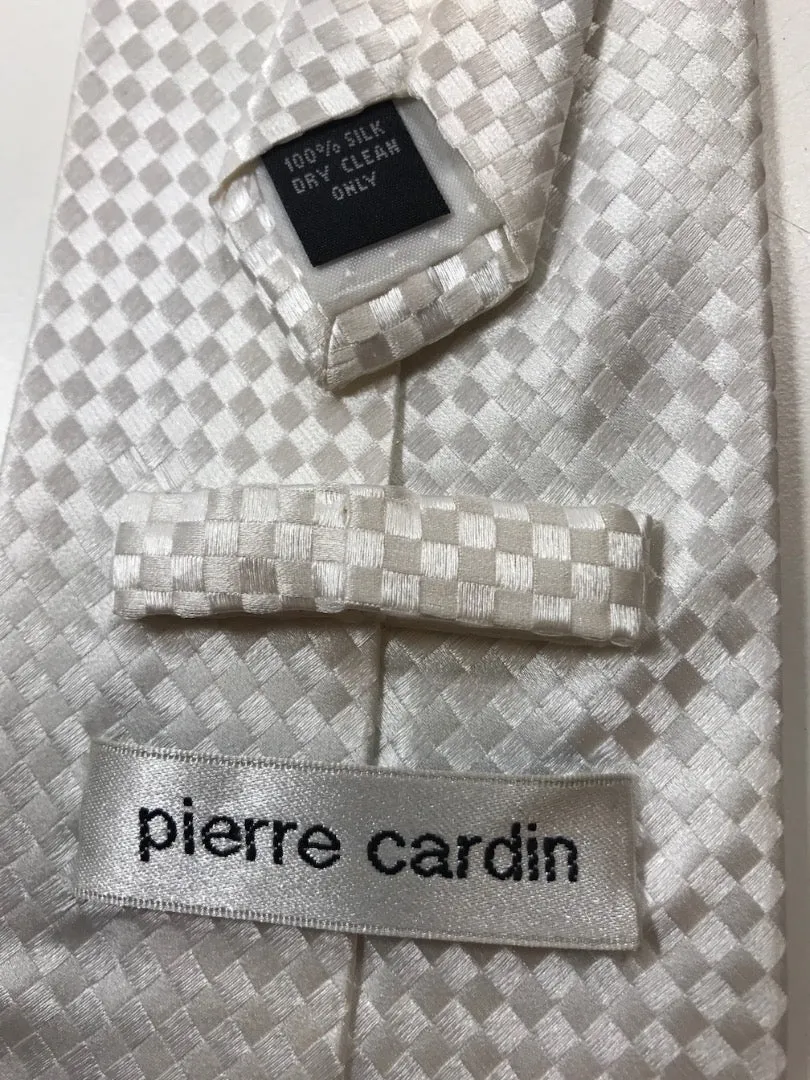 100% SILK
DRY CLEAN
ONLY
pierre cardin